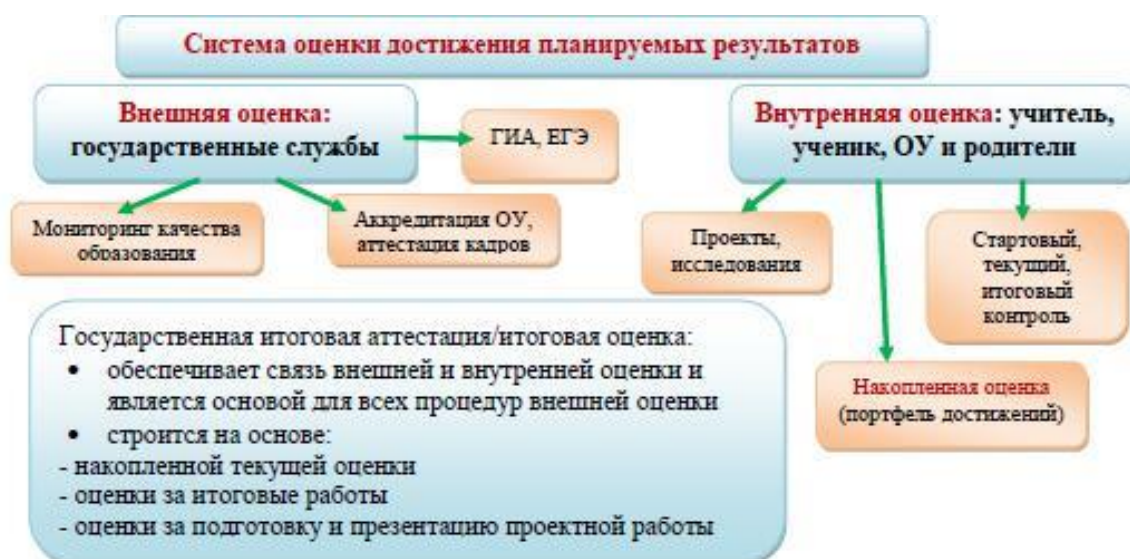 Система оценки достижения планируемых результатов
Внешняя оценка:
государственные службы
ГИА, ЕГЭ
Мониторинг качества
образования
Аккредитация ОУ,
аттестация кадров
Внутренняя оценка: учитель,
ученик, ОУ и родители
Проекты,
исследования
Стартовый,
текущий,
итоговый
контроль
Накопленная оценка
(портфель достижений)
Государственная итоговая аттестация/итоговая оценка:
• обеспечивает связь внешней и внутренней оценки и
является основой для всех процедур внешней оценки
• строится на основе:
- накопленной текущей оценки
- оценки за итоговые работы
- оценки за подготовку и презентацию проектной работы